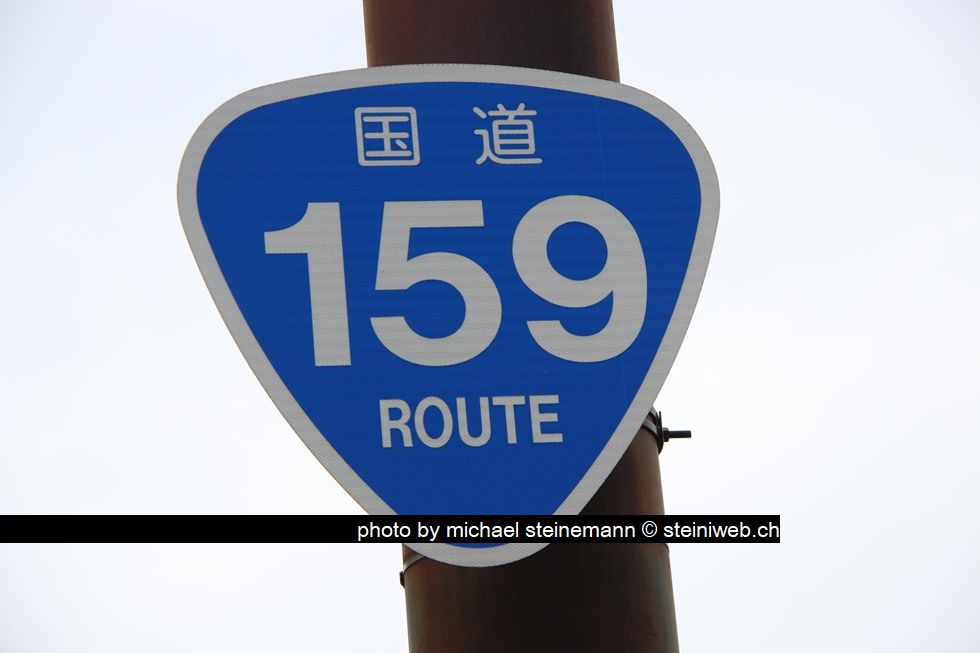 国道
159
ROUTE
photo by michael steinemann © steiniweb.ch